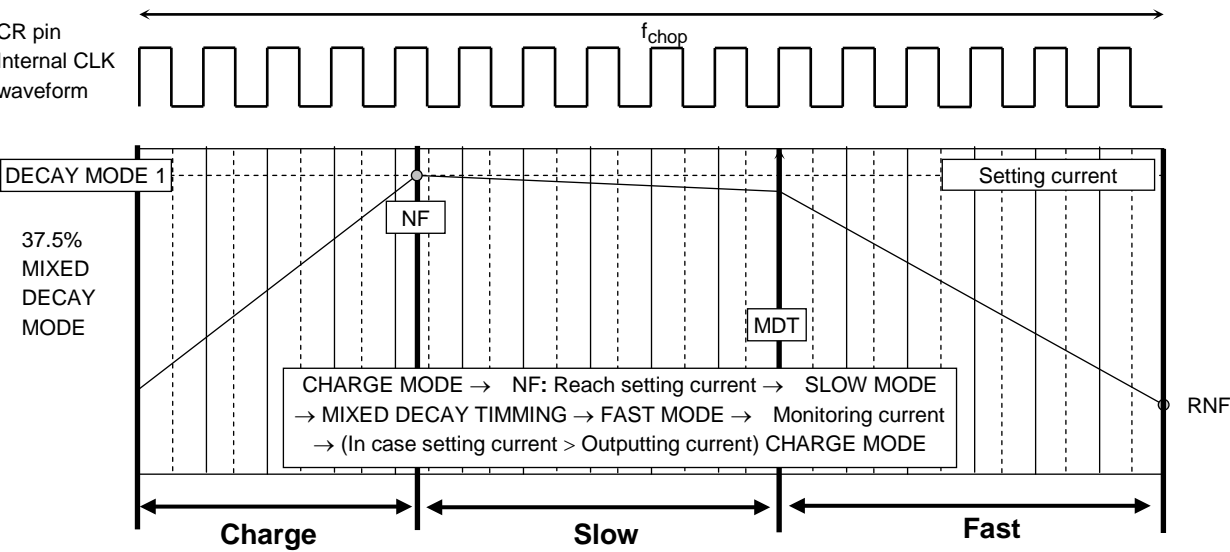 CR pin
Internal CLK
waveform
fchop
DECAY MODE 1
Setting current
NF
37.5%
MIXED
DECAY
MODE
MDT
CHARGE MODE → NF: Reach setting current → SLOW MODE
→ MIXED DECAY TIMMING → FAST MODE → Monitoring current
→ (In case setting current > Outputting current) CHARGE MODE
RNF
Charge
Slow
Fast